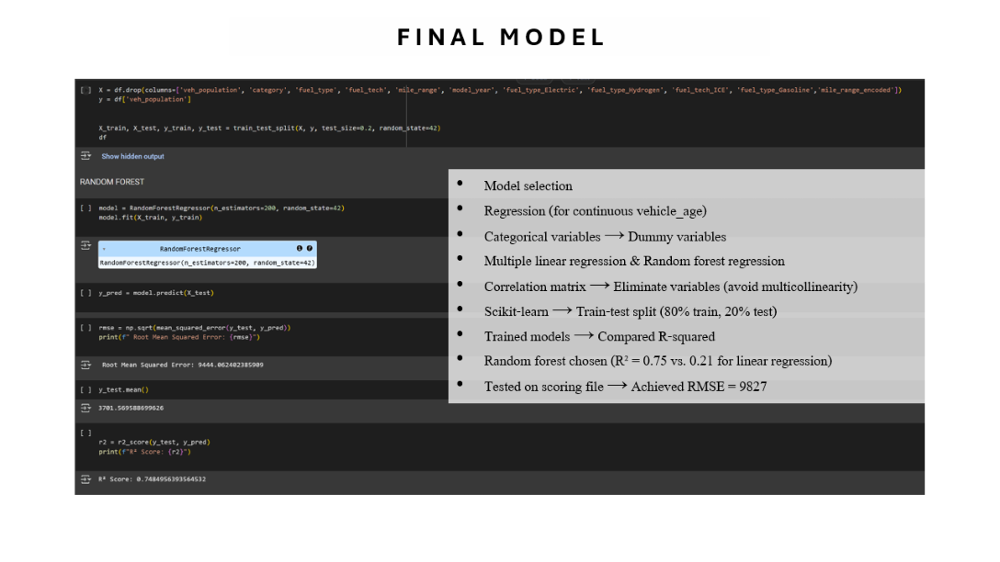 FINAL MODEL
[ ] X = df.drop(columns=['veh_population', 'category', 'fuel_type', 'fuel_tech', 'mile_range', 'model_year', 'fuel_type_Electric', 'fuel_type_Hydrogen', 'fuel_tech_ICE', 'fuel_type_Gasoline','mile_range_encoded'])
y = df['veh_population']
X_train, X_test, y_train, y_test = train_test_split(X, y, test_size=0.2, random_state=42)
df
Show hidden output
RANDOM FOREST
[ ] model = RandomForestRegressor(n_estimators=200, random_state=42)
model.fit(X_train, y_train)
RandomForestRegressor
RandomForestRegressor(n_estimators=200, random_state=42)
[ ] y_pred = model.predict(X_test)
[ ] rmse = np.sqrt(mean_squared_error(y_test, y_pred))
print(f" Root Mean Squared Error: {rmse}")
Root Mean Squared Error: 9444.062402385909
[ ] y_test.mean()
3701.569588699626
[ ]
r2 = r2_score(y_test, y_pred)
print(f"R² Score: {r2}")
R² Score: 0.7484956393564532
• Model selection
• Regression (for continuous vehicle_age)
• Categorical variables → Dummy variables
• Multiple linear regression & Random forest regression
• Correlation matrix → Eliminate variables (avoid multicollinearity)
• Scikit-learn → Train-test split (80% train, 20% test)
• Trained models → Compared R-squared
• Random forest chosen (R² = 0.75 vs. 0.21 for linear regression)
• Tested on scoring file → Achieved RMSE = 9827